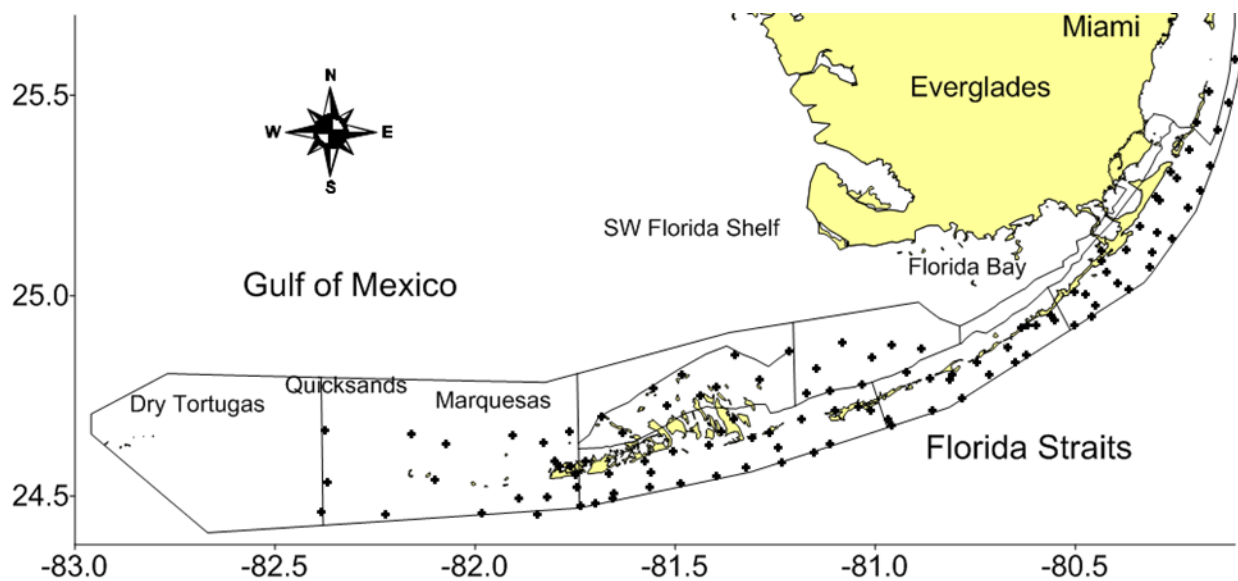 Miami
25.5
N
W E
S
Everglades
SW Florida Shelf
Florida Bay
Gulf of Mexico
25.0
Quicksands
Dry Tortugas
Marquesas
Florida Straits
24.5
-83.0 -82.5 -82.0 -81.5 -81.0 -80.5